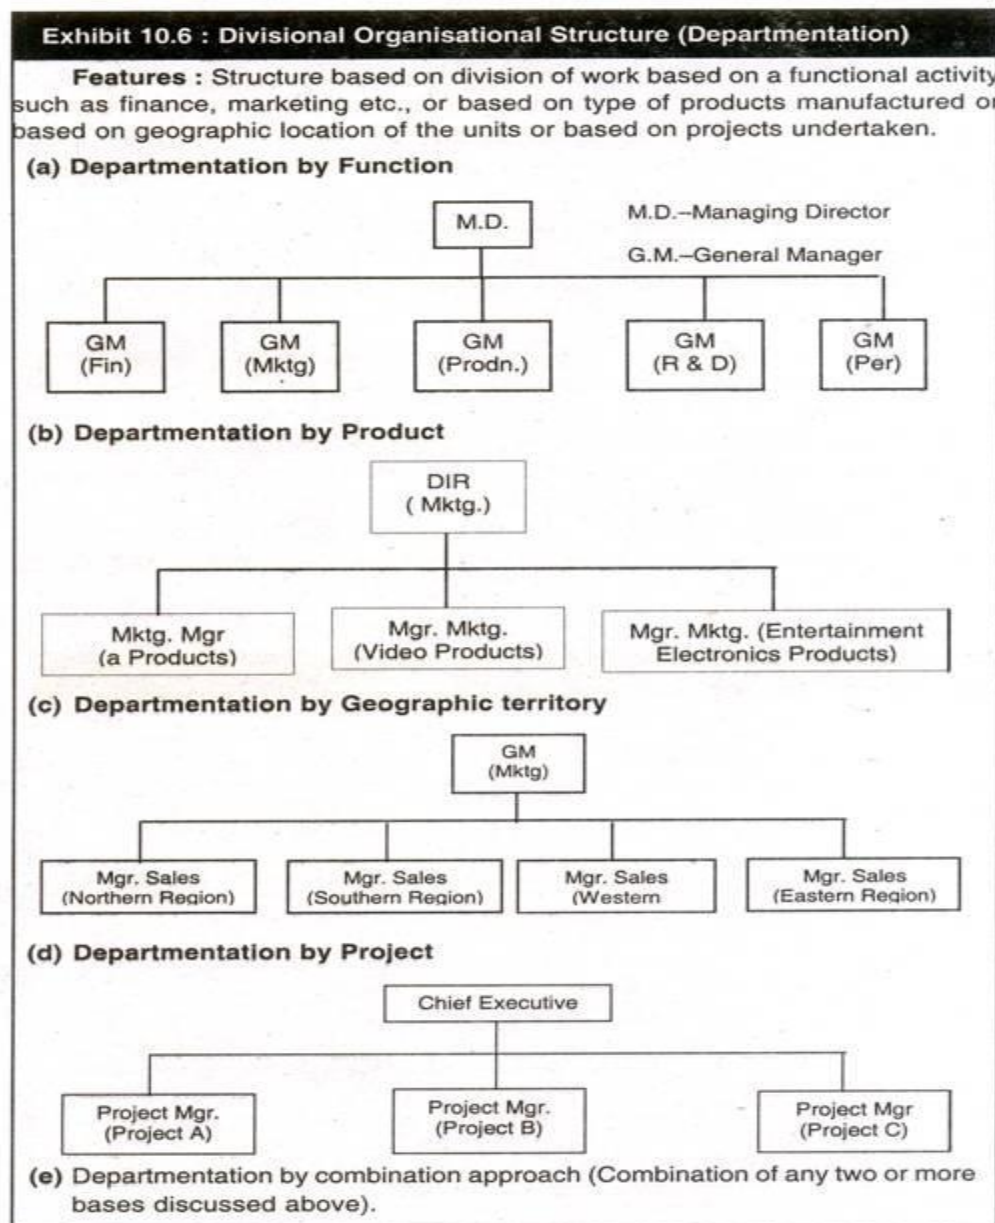 Exhibit 10.6 : Divisional Organisational Structure (Departmentation)
Features : Structure based on division of work based on a functional activity
such as finance, marketing etc., or based on type of products manufactured or
based on geographic location of the units or based on projects undertaken.
(a) Departmentation by Function
M.D.
M.D.–Managing Director
G.M.–General Manager
GM
(Fin)
GM
(Mktg)
GM
(Prodn.)
GM
(R & D)
GM
(Per)
(b) Departmentation by Product
DIR
( Mktg.)
Mktg. Mgr
(a Products)
Mgr. Mktg.
(Video Products)
Mgr. Mktg. (Entertainment
Electronics Products)
(c) Departmentation by Geographic territory
GM
(Mktg)
Mgr. Sales
(Northern Region)
Mgr. Sales
(Southern Region)
Mgr. Sales
(Western
Mgr. Sales
(Eastern Region)
(d) Departmentation by Project
Chief Executive
Project Mgr.
(Project A)
Project Mgr.
(Project B)
Project Mgr
(Project C)
(e) Departmentation by combination approach (Combination of any two or more
bases discussed above).